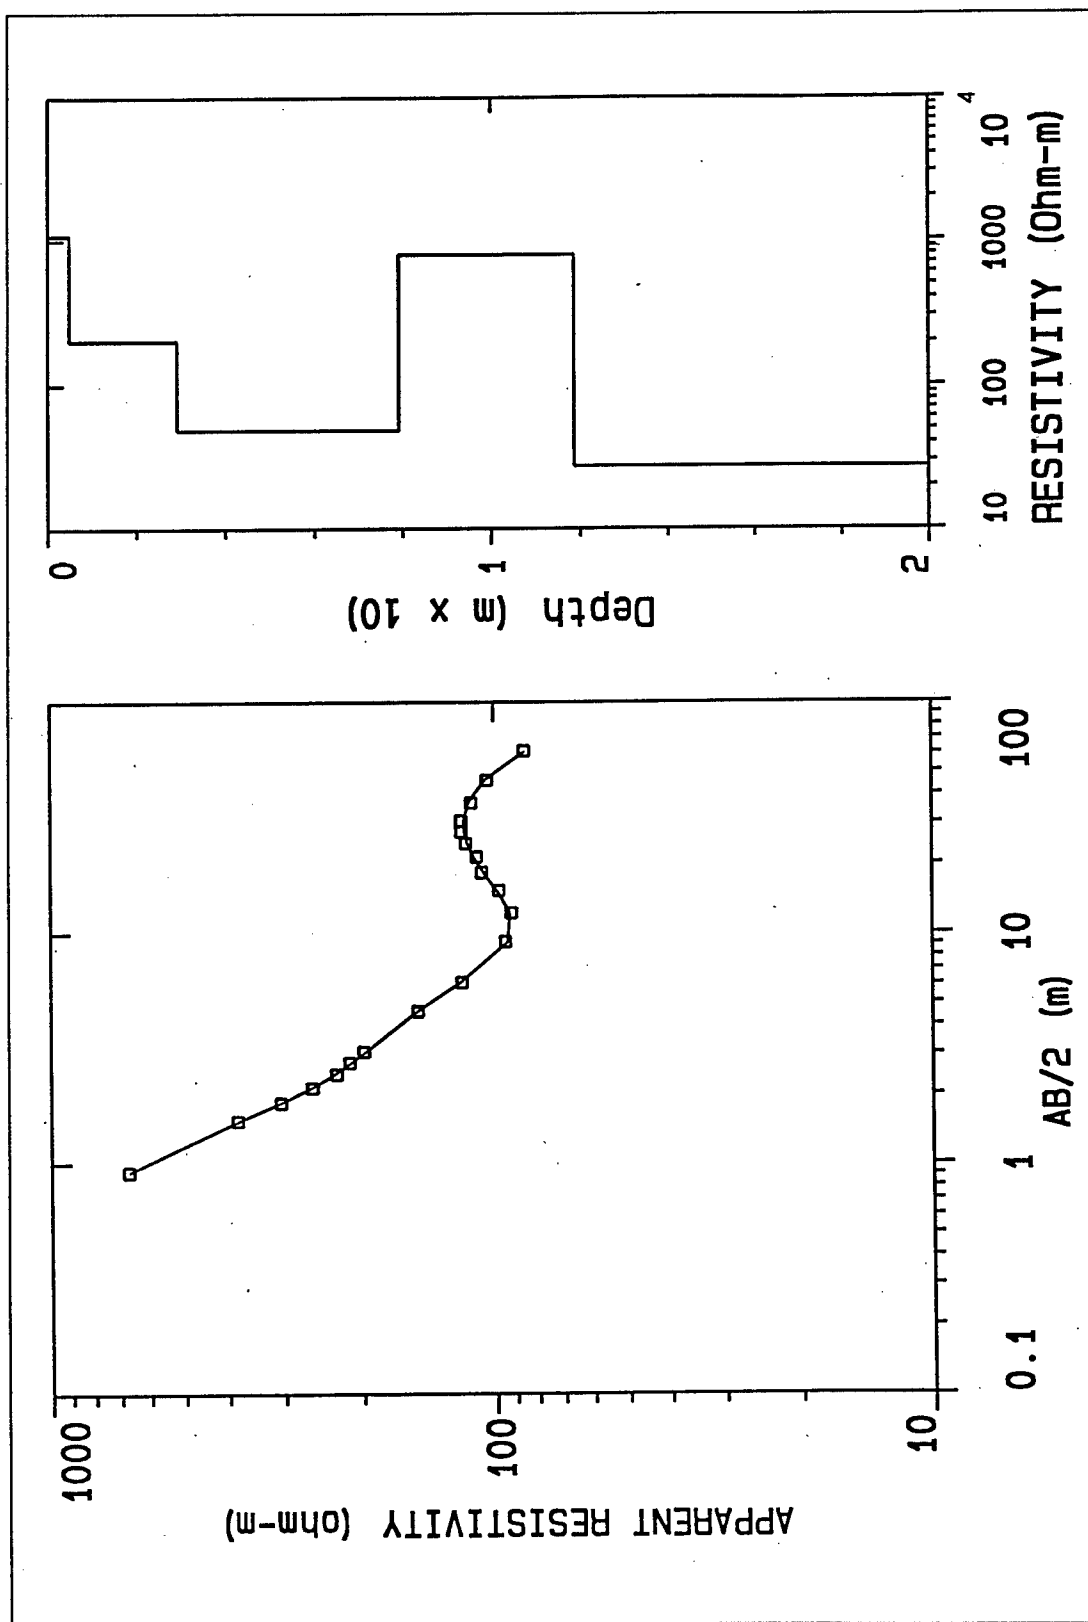 APPARENT RESISTIVITY (ohm-m)
1000
100
10
0.1 1 10 100
AB/2 (m)
Depth (m x 10)
0
1
2
10 100 1000 10 4
RESISTIVITY (Ohm-m)